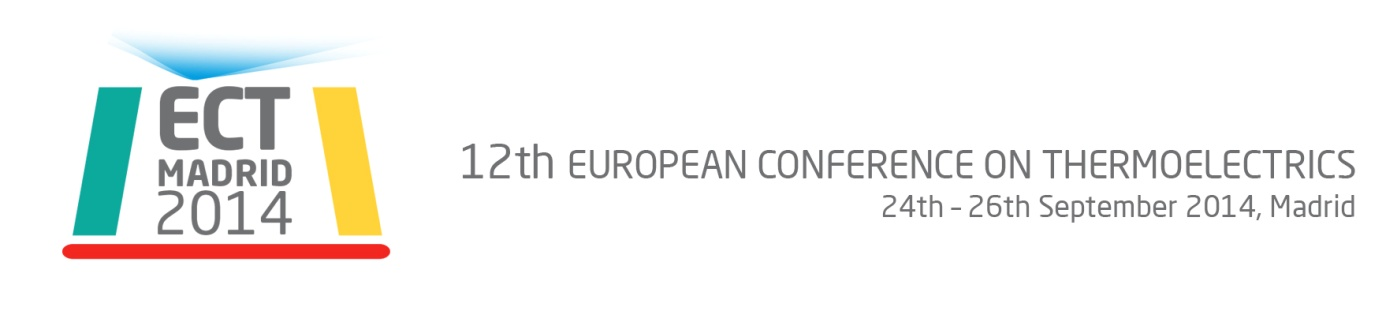 ECT
MADRID
2014
12th EUROPEAN CONFERENCE ON THERMOELECTRICS
24th – 26th September 2014, Madrid